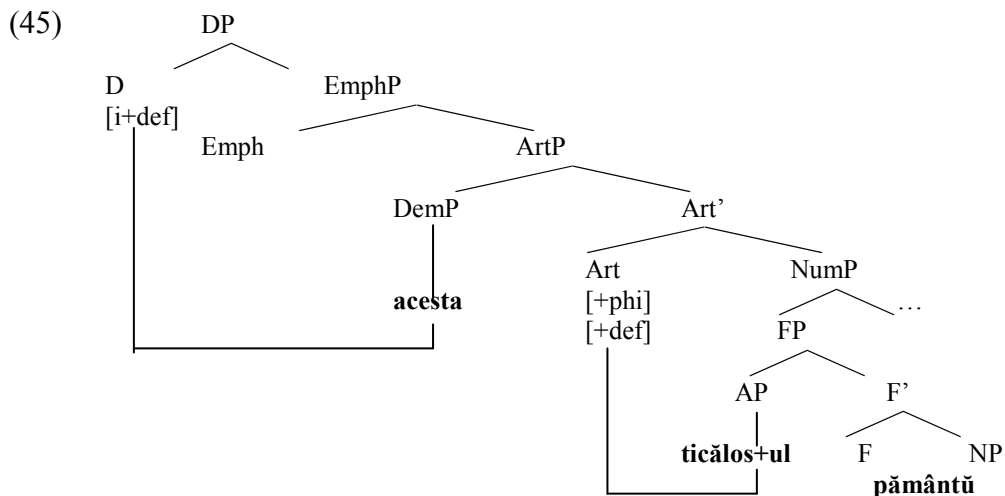 (45) DP
D EmphP
[i+def]
Emph ArtP
DemP Art’
Art NumP
acesta [+phi] …
[+def] FP
AP F’
ticălos+ul F NP
pământŭ